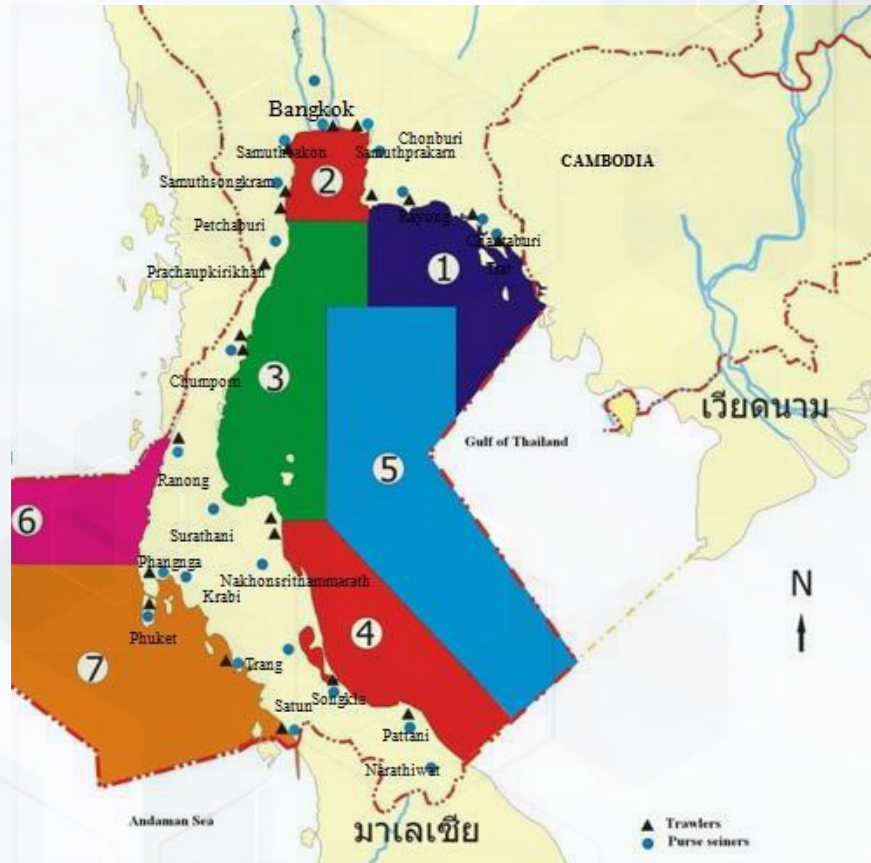 Bangkok
Chonburi
Samuthsakon
Samuthprakarn
CAMBODIA
2
Samuthsongkram
Rayong
Petchaburi
Chantaburi
Trat
1
Prachaupkirikhan
3
Chumporn
เวียดนาม
Gulf of Thailand
5
Ranong
6
Surathani
Phangnga
Nakhonsrithammarath
Krabi
N
Phuket
4
7
Trang
Songkla
Satun
Pattani
Narathiwat
Andaman Sea
มาเลเซีย
Trawlers
Purse seiners